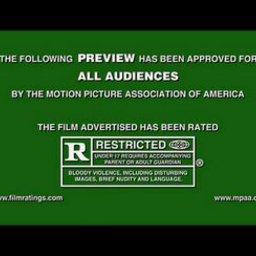 THE FOLLOWING PREVIEW HAS BEEN APPROVED FOR
ALL AUDIENCES
BY THE MOTION PICTURE ASSOCIATION OF AMERICA
THE FILM ADVERTISED HAS BEEN RATED
R RESTRICTED
UNDER 17 REQUIRES ACCOMPANYING
PARENT OR ADULT GUARDIAN
BLOODY VIOLENCE, INCLUDING DISTURBING
IMAGES, BRIEF NUDITY AND LANGUAGE. ®
www.filmratings.com www.mpaa.o